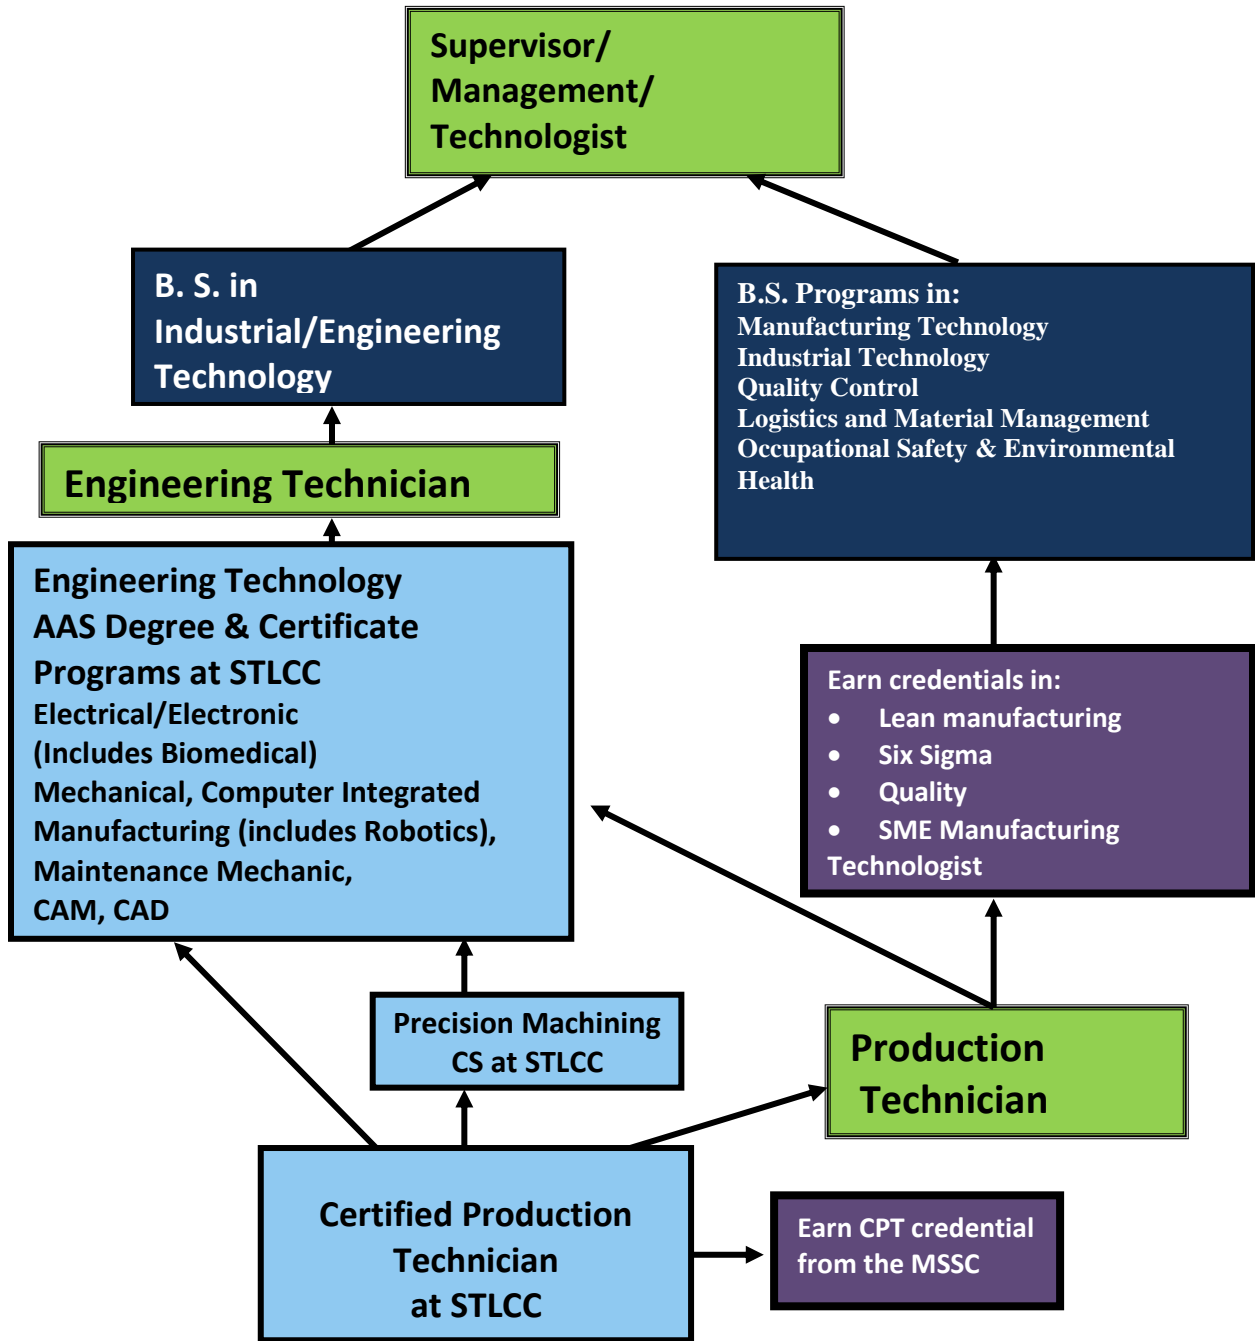 Supervisor/
Management/
Technologist
B. S. in
Industrial/Engineering
Technology
B.S. Programs in:
Manufacturing Technology
Industrial Technology
Quality Control
Logistics and Material Management
Occupational Safety & Environmental
Health
Engineering Technician
Engineering Technology
AAS Degree & Certificate
Programs at STLCC
Electrical/Electronic
(Includes Biomedical)
Mechanical, Computer Integrated
Manufacturing (includes Robotics),
Maintenance Mechanic,
CAM, CAD
Earn credentials in:
• Lean manufacturing
• Six Sigma
• Quality
• SME Manufacturing
Technologist
Precision Machining
CS at STLCC
Production
Technician
Certified Production
Technician
at STLCC
Earn CPT credential
from the MSSC